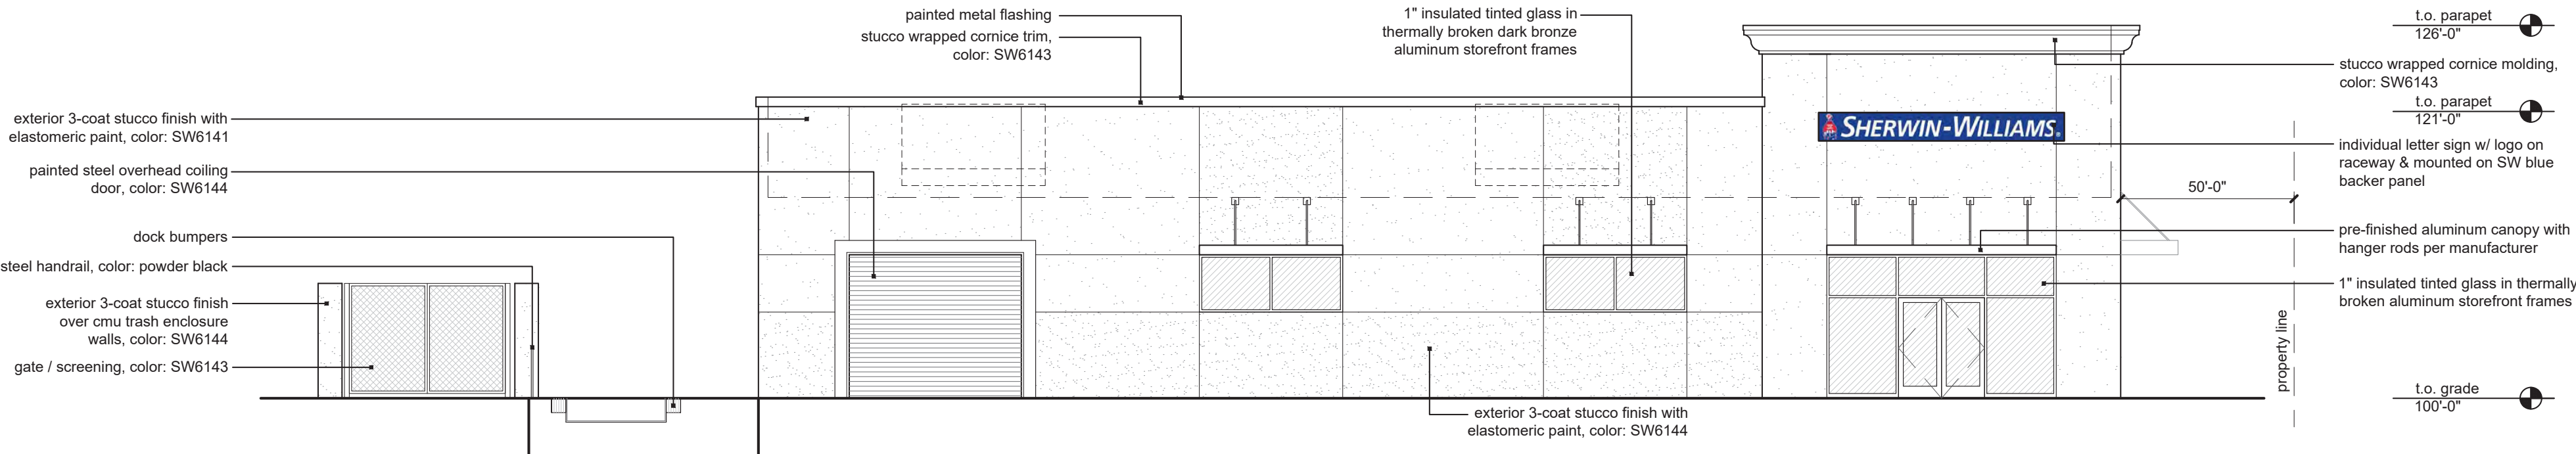 painted metal flashing
stucco wrapped cornice trim,
color: SW6143
1" insulated tinted glass in
thermally broken dark bronze
aluminum storefront frames
t.o. parapet
126'-0"
stucco wrapped cornice molding,
color: SW6143
t.o. parapet
121'-0"
exterior 3-coat stucco finish with
elastomeric paint, color: SW6141
SHERWIN-WILLIAMS.
individual letter sign w/ logo on
raceway & mounted on SW blue
backer panel
painted steel overhead coiling
door, color: SW6144
50'-0"
dock bumpers
pre-finished aluminum canopy with
hanger rods per manufacturer
steel handrail, color: powder black
1" insulated tinted glass in thermally
broken aluminum storefront frames
exterior 3-coat stucco finish
over cmu trash enclosure
walls, color: SW6144
gate / screening, color: SW6143
property line
t.o. grade
100'-0"
exterior 3-coat stucco finish with
elastomeric paint, color: SW6144